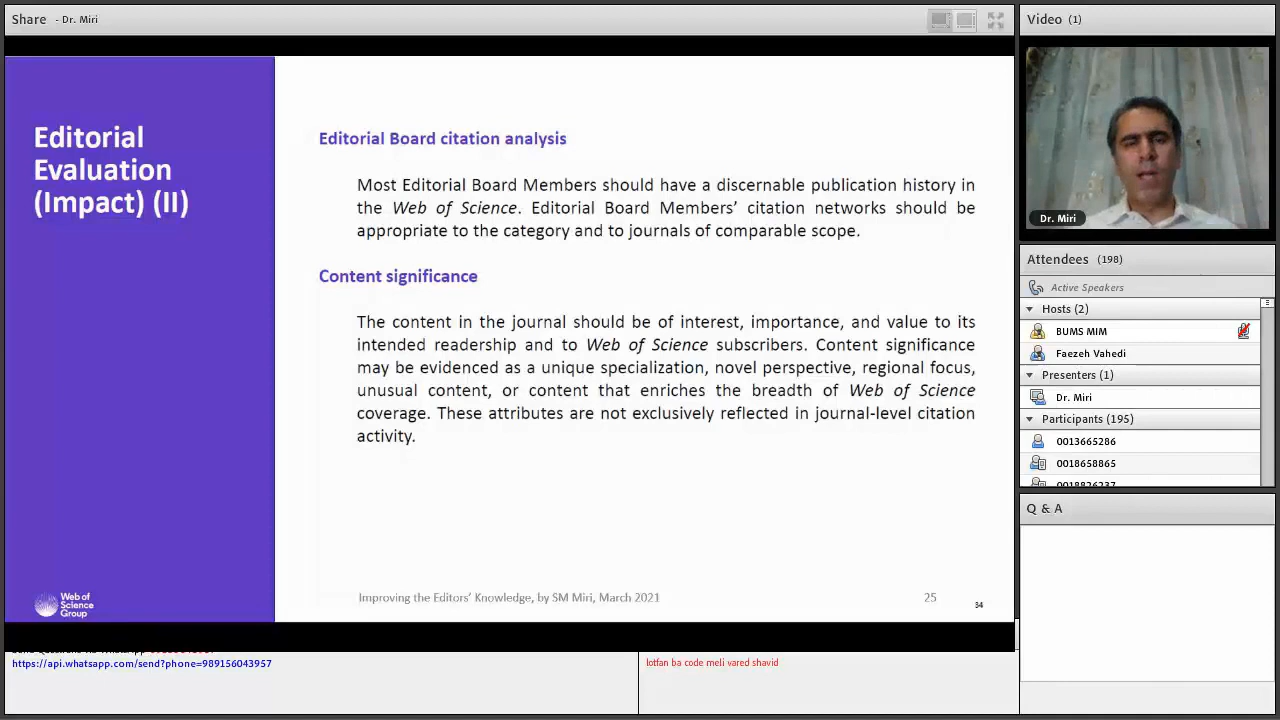 Share - Dr. Miri
Editorial
Evaluation
(Impact) (II)
Editorial Board citation analysis
Most Editorial Board Members should have a discernable publication history in
the Web of Science. Editorial Board Members’ citation networks should be
appropriate to the category and to journals of comparable scope.
Content significance
The content in the journal should be of interest, importance, and value to its
intended readership and to Web of Science subscribers. Content significance
may be evidenced as a unique specialization, novel perspective, regional focus,
unusual content, or content that enriches the breadth of Web of Science
coverage. These attributes are not exclusively reflected in journal-level citation
activity.
Web of
Science
Group
Improving the Editors’ Knowledge, by SM Miri, March 2021
25
34
https://api.whatsapp.com/send?phone=989156043957
lotfan ba code meli vared shavid
Video (1)
Dr. Miri
Attendees (198)
Active Speakers
Hosts (2)
BUMS MIM
Faezeh Vahedi
Presenters (1)
Dr. Miri
Participants (195)
0013665286
0018658865
Q & A